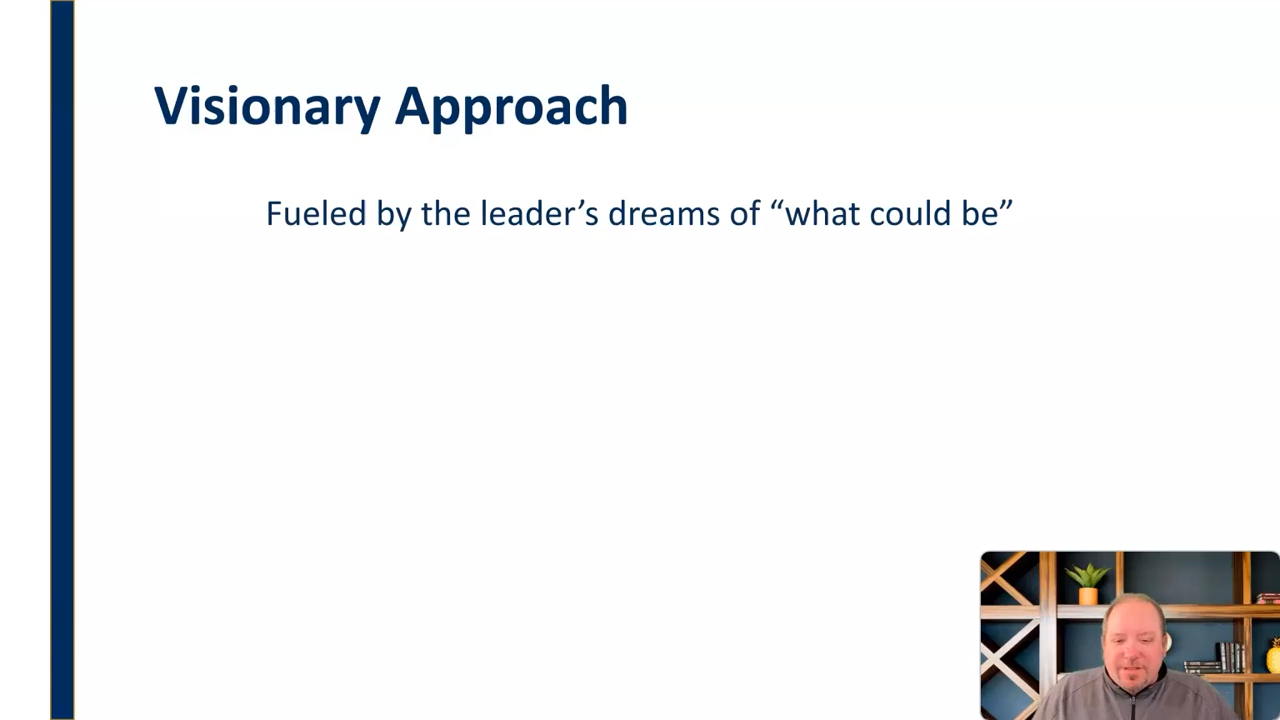 Visionary Approach
Fueled by the leader’s dreams of “what could be”